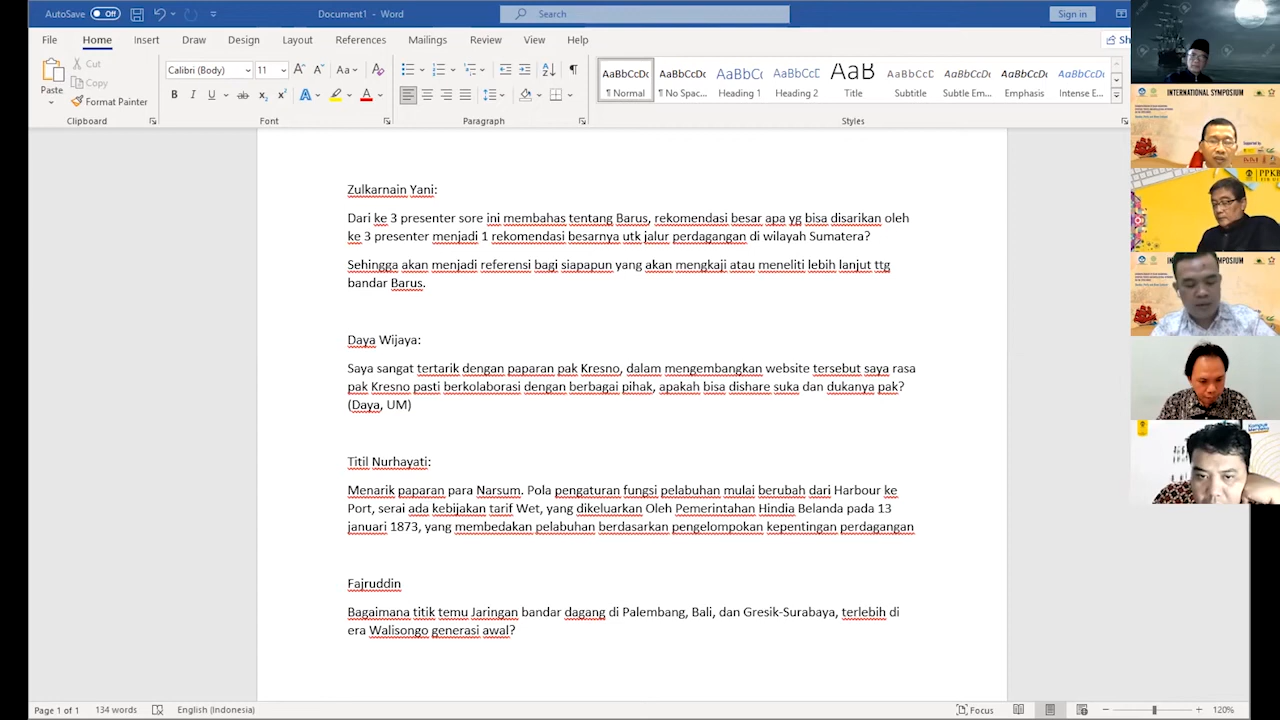 AutoSave Off Document1 - Word Search Sign in
File Home Insert Draw Design Layout References Mailings Review View Help
Paste Cut
Copy
Format Painter
Clipboard
Calibri (Body) 11
Font
Paragraph
AaBbCcDc AaBbCcDc AaBbCc AaBbCcC AaB AaBbCcC AaBbCcDc AaBbCcDc AaBbCcDc
¶ Normal ¶ No Spac... Heading 1 Heading 2 Title Subtitle Subtle Em... Emphasis Intense E...
Styles
Zulkarnain Yani:
Dari ke 3 presenter sore ini membahas tentang Barus, rekomendasi besar apa yg bisa disarikan oleh
ke 3 presenter menjadi 1 rekomendasi besarnya utk jalur perdagangan di wilayah Sumatera?
Sehingga akan menjadi referensi bagi siapapun yang akan mengkaji atau meneliti lebih lanjut ttg
bandar Barus.
Daya Wijaya:
Saya sangat tertarik dengan paparan pak Kresno, dalam mengembangkan website tersebut saya rasa
pak Kresno pasti berkolaborasi dengan berbagai pihak, apakah bisa dishare suka dan dukanya pak?
(Daya, UM)
Titil Nurhayati:
Menarik paparan para Narsum. Pola pengaturan fungsi pelabuhan mulai berubah dari Harbour ke
Port, serai ada kebijakan tarif Wet, yang dikeluarkan Oleh Pemerintahan Hindia Belanda pada 13
januari 1873, yang membedakan pelabuhan berdasarkan pengelompokan kepentingan perdagangan
Fajruddin
Bagaimana titik temu Jaringan bandar dagang di Palembang, Bali, dan Gresik-Surabaya, terlebih di
era Walisongo generasi awal?
Page 1 of 1 134 words English (Indonesia) Focus 120%
INTERNATIONAL SYMPOSIUM
PPKB